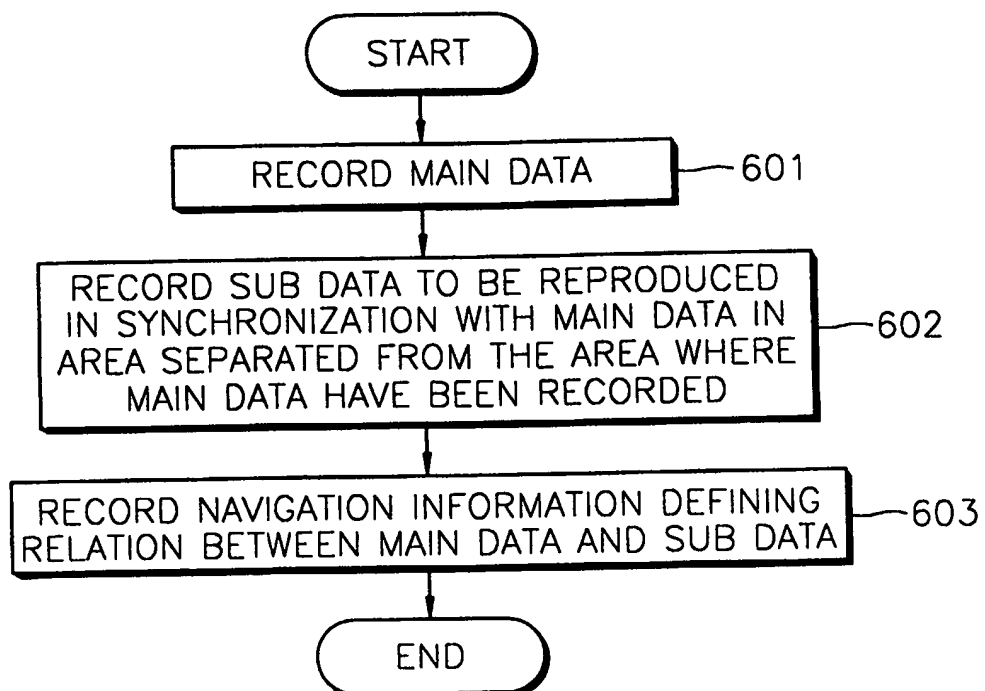 START
RECORD MAIN DATA
601
RECORD SUB DATA TO BE REPRODUCED
IN SYNCHRONIZATION WITH MAIN DATA IN
AREA SEPARATED FROM THE AREA WHERE
MAIN DATA HAVE BEEN RECORDED
602
RECORD NAVIGATION INFORMATION DEFINING
RELATION BETWEEN MAIN DATA AND SUB DATA
603
END